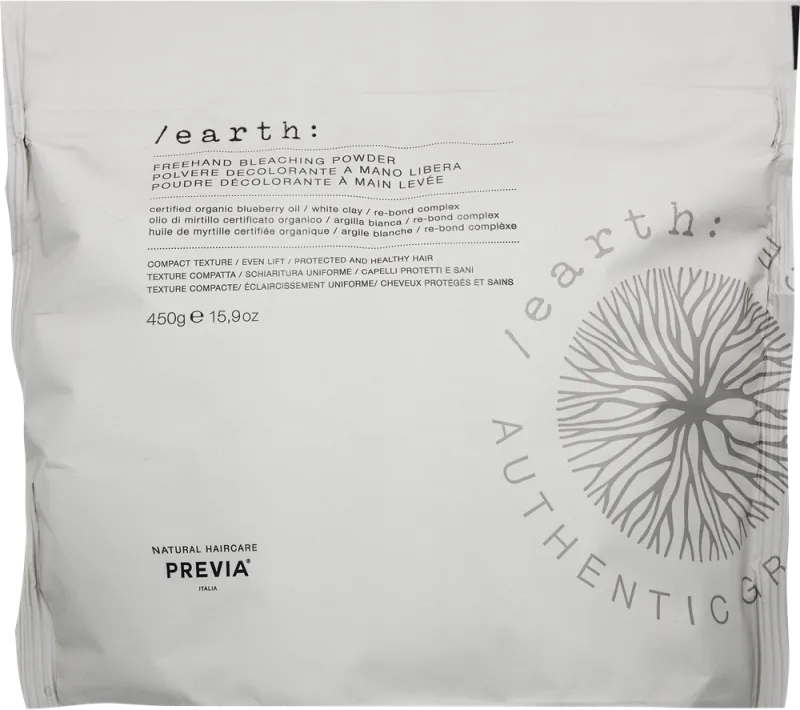 /earth:
FREEHAND BLEACHING POWDER
POLVERE DECOLORANTE A MANO LIBERA
POUDRE DÉCOLORANTE À MAIN LEVÉE
certified organic blueberry oil / white clay / re-bond complex
olio di mirtillo certificato organico / argilla bianca / re-bond complex
huile de myrtille certifiée organique / argile blanche / re-bond complèxe
COMPACT TEXTURE / EVEN LIFT / PROTECTED AND HEALTHY HAIR
TEXTURE COMPATTA / SCHIARITURA UNIFORME / CAPELLI PROTETTI E SANI
TEXTURE COMPACTE/ ÉCLAIRCISSEMENT UNIFORME/ CHEVEUX PROTÉGÉS ET SAINS
450g e 15,9oz
/earth:
AUTHENTICGR
NATURAL HAIRCARE
PREVIA®
ITALIA